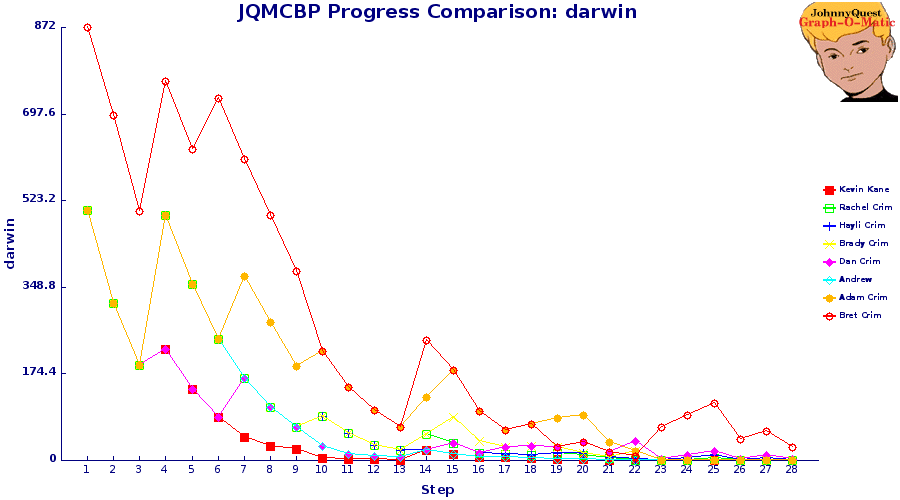 JQMCBP Progress Comparison: darwin
JohnnyQuest
Graph-O-Matic
872
697.6
523.2
348.8
174.4
0
darwin
1 2 3 4 5 6 7 8 9 10 11 12 13 14 15 16 17 18 19 20 21 22 23 24 25 26 27 28
Step
Kevin Kane
Rachel Crim
Hayli Crim
Brady Crim
Dan Crim
Andrew
Adam Crim
Bret Crim